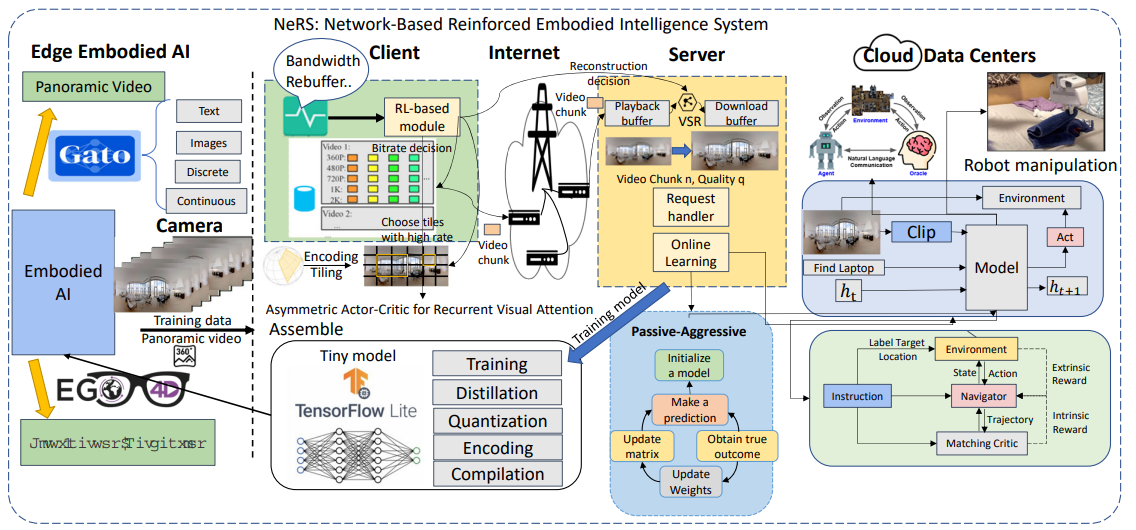 NeRS: Network-Based Reinforced Embodied Intelligence System
Edge Embodied AI
Panoramic Video
Gato
Text
Images
Discrete
Continuous
Camera
Embodied
AI
Training data
Panoramic video
360°
EGO
4D
Client
Bandwidth
Rebuffer..
RL-based
module
Bitrate decision
Video 1:
360P:
480P:
720P:
1K:
2K:
...
Video 2:
...
Choose tiles
with high rate
Encoding
Tiling
Internet
Reconstruction
decision
Video
chunk
Video
chunk
Server
Playback
buffer
VSR
Download
buffer
Video Chunk n, Quality q
Request
handler
Online
Learning
Asymmetric Actor-Critic for Recurrent Visual Attention
Assemble
Training model
Tiny model
TensorFlow Lite
Training
Distillation
Quantization
Encoding
Compilation
Passive-Aggressive
Initialize
a model
Make a
prediction
Update
matrix
Obtain true
outcome
Update
Weights
Cloud Data Centers
Observation
Action
Environment
Observation
Action
Agent
Natural Language
Communication
Oracle
Robot manipulation
Environment
Clip
Act
Model
Find Laptop
ht
ht+1
Label Target
Location
Environment
State
Action
Instruction
Navigator
Trajectory
Matching Critic
Extrinsic
Reward
Intrinsic
Reward